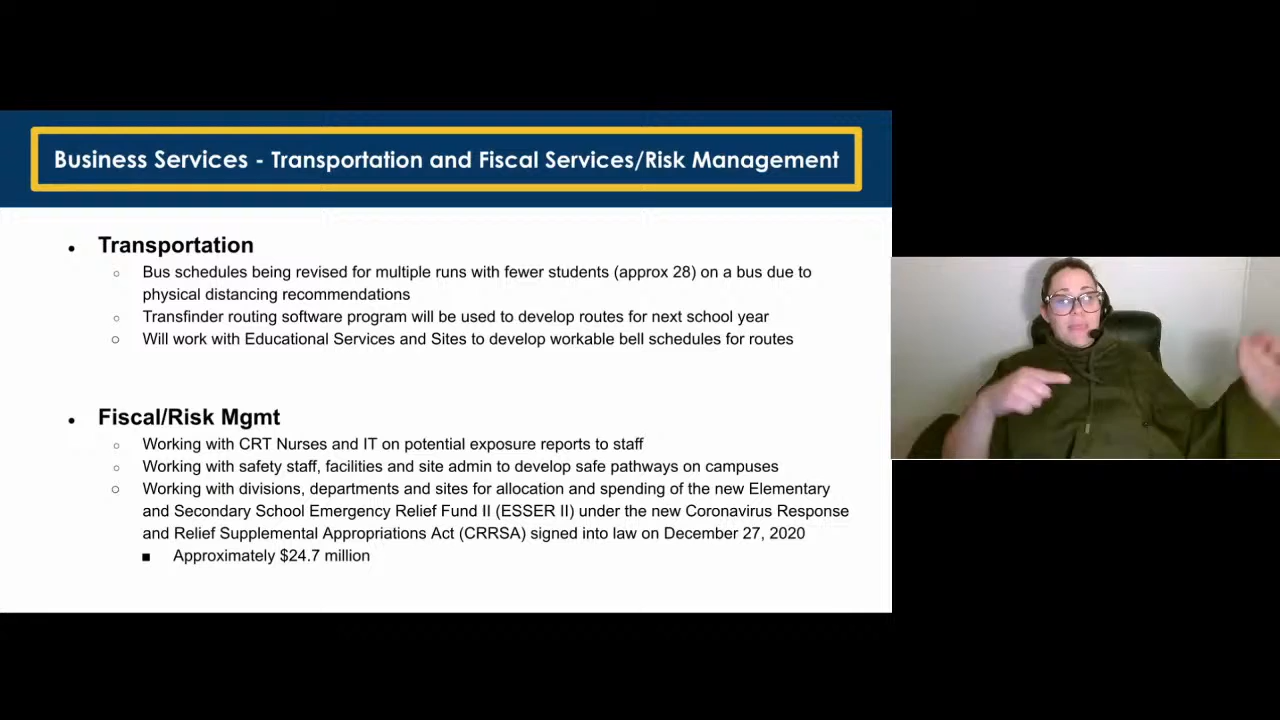 Business Services - Transportation and Fiscal Services/Risk Management
• Transportation
○ Bus schedules being revised for multiple runs with fewer students (approx 28) on a bus due to
physical distancing recommendations
○ Transfinder routing software program will be used to develop routes for next school year
○ Will work with Educational Services and Sites to develop workable bell schedules for routes
• Fiscal/Risk Mgmt
○ Working with CRT Nurses and IT on potential exposure reports to staff
○ Working with safety staff, facilities and site admin to develop safe pathways on campuses
○ Working with divisions, departments and sites for allocation and spending of the new Elementary
and Secondary School Emergency Relief Fund II (ESSER II) under the new Coronavirus Response
and Relief Supplemental Appropriations Act (CRRSA) signed into law on December 27, 2020
■ Approximately $24.7 million